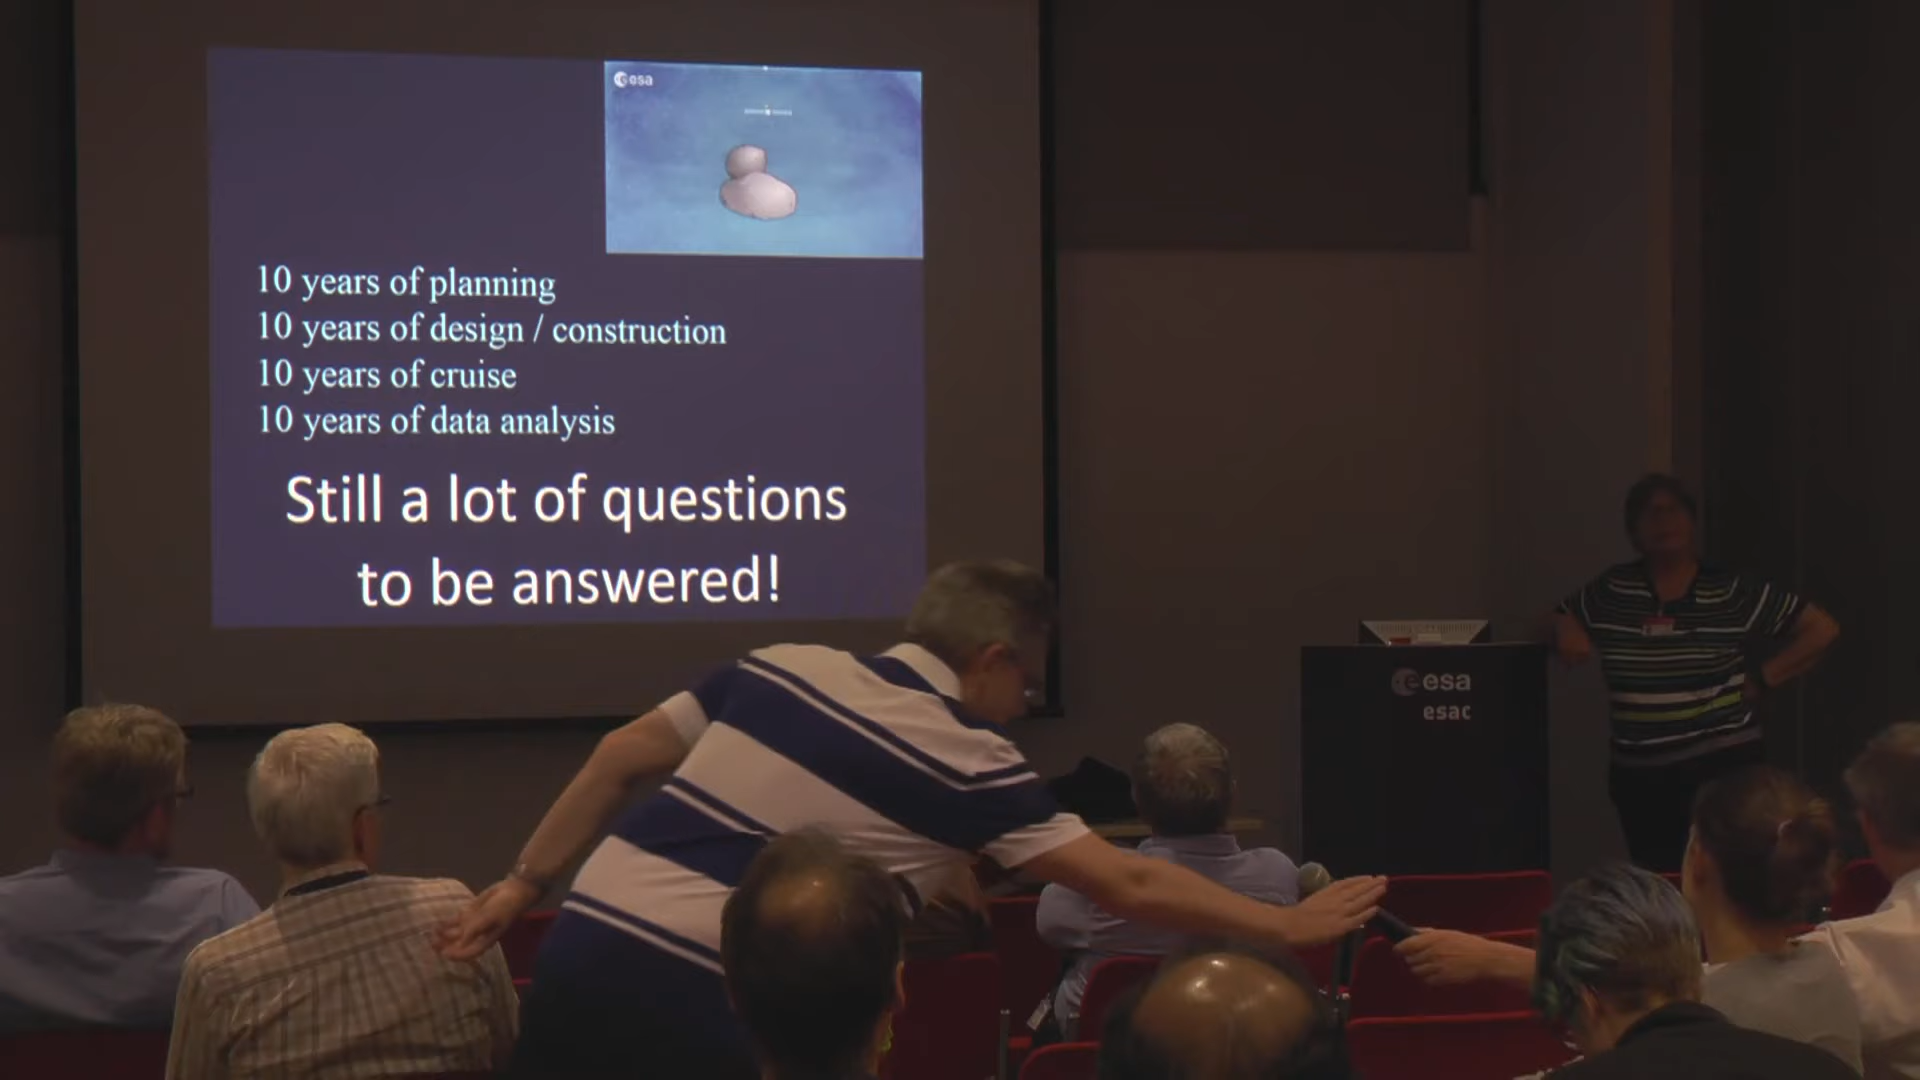 esa
10 years of planning
10 years of design / construction
10 years of cruise
10 years of data analysis
Still a lot of questions
to be answered!
esa
esac